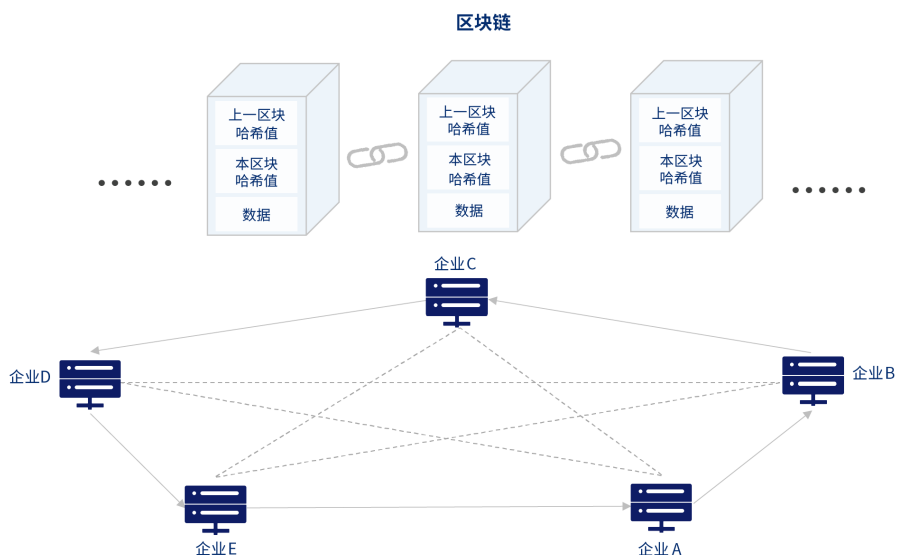 区块链
上一区块
哈希值
本区块
哈希值
数据
上一区块
哈希值
本区块
哈希值
数据
上一区块
哈希值
本区块
哈希值
数据
企业C
企业D
企业B
企业E
企业A